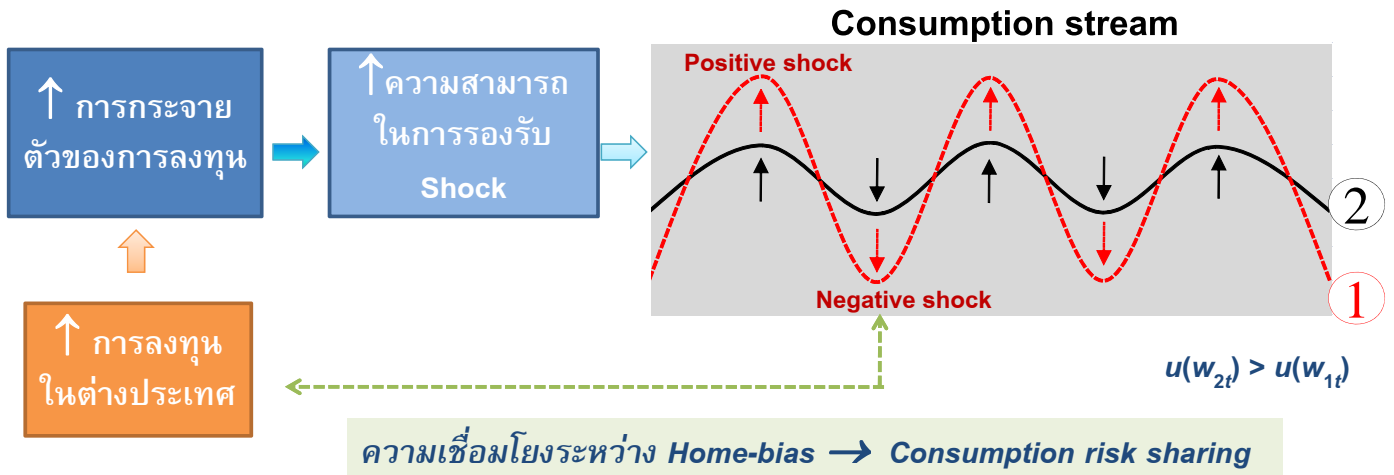 Consumption stream
↑ การกระจาย
ตัวของการลงทุน
↑ความสามารถ
ในการรองรับ
Shock
Positive shock
Negative shock
2
1
↑ การลงทุน
ในต่างประเทศ
u(w2t) > u(w1t)
ความเชื่อมโยงระหว่าง Home-bias → Consumption risk sharing